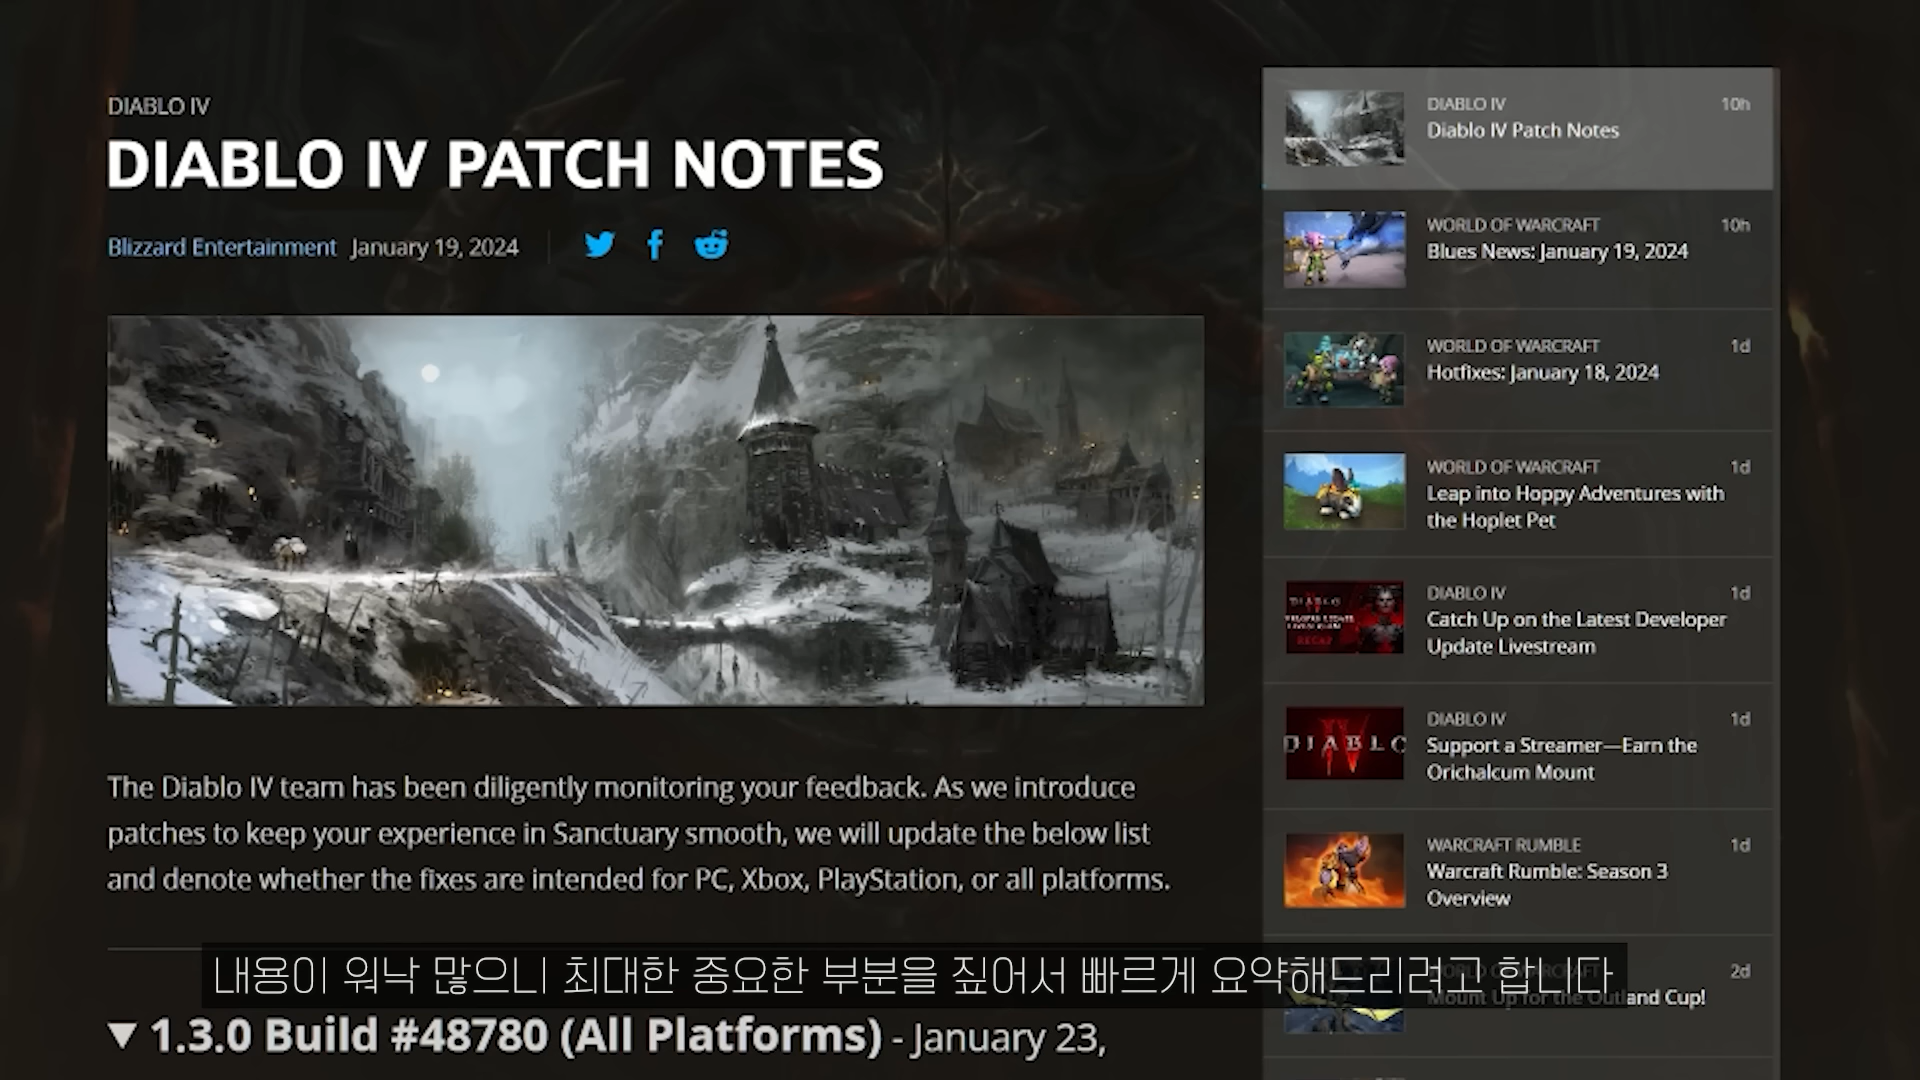 DIABLO IV
DIABLO IV PATCH NOTES
Blizzard Entertainment January 19, 2024
The Diablo IV team has been diligently monitoring your feedback. As we introduce
patches to keep your experience in Sanctuary smooth, we will update the below list
and denote whether the fixes are intended for PC, Xbox, PlayStation, or all platforms.
▼ 1.3.0 Build #48780 (All Platforms) - January 23,
DIABLO IV 10h
Diablo IV Patch Notes
WORLD OF WARCRAFT 10h
Blues News: January 19, 2024
WORLD OF WARCRAFT 1d
Hotfixes: January 18, 2024
WORLD OF WARCRAFT 1d
Leap into Hoppy Adventures with
the Hoplet Pet
DIABLO IV 1d
Catch Up on the Latest Developer
Update Livestream
DIABLO IV 1d
Support a Streamer—Earn the
Orichalcum Mount
DIABLO
IV
WARCRAFT RUMBLE 1d
Warcraft Rumble: Season 3
Overview
2d
Mount Up for the Outland Cup!
내용이 워낙 많으니 최대한 중요한 부분을 짚어서 빠르게 요약해드리려고 합니다